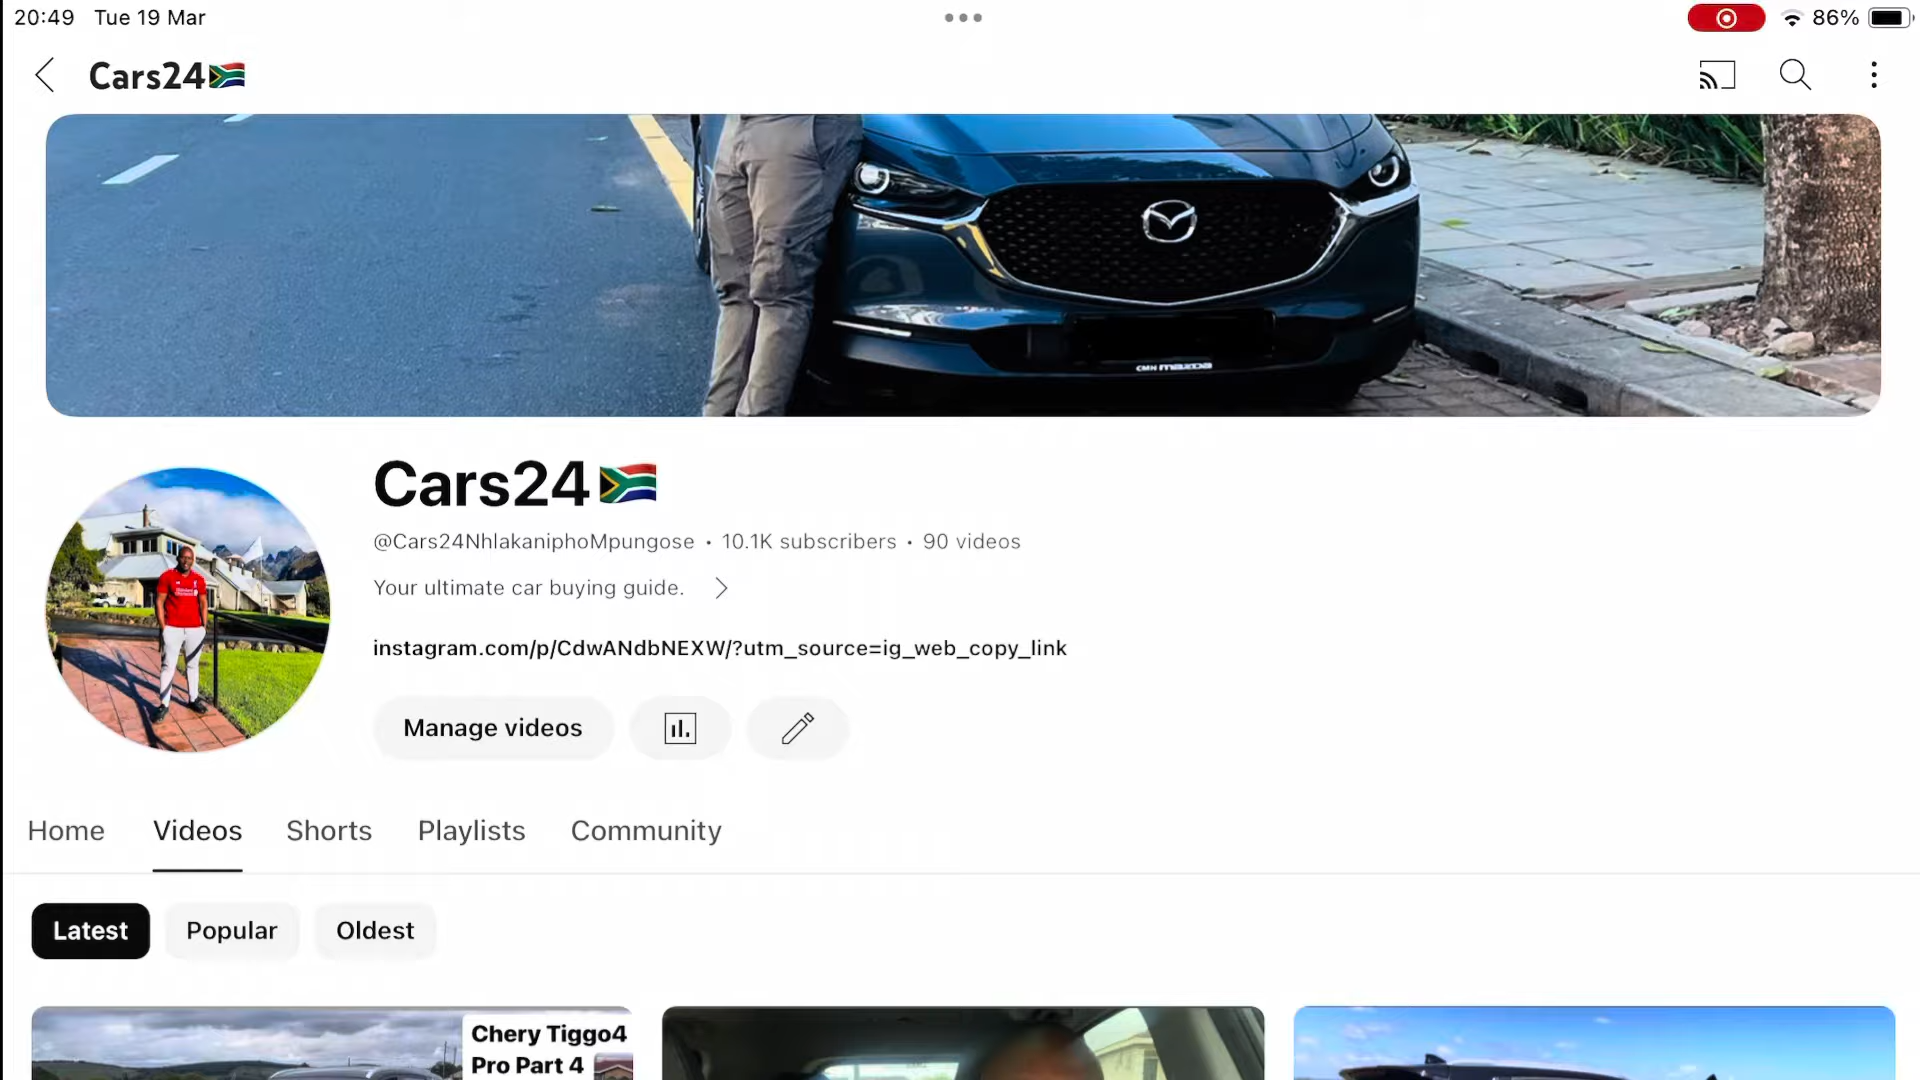 20:49 Tue 19 Mar
86%
Cars24🇿🇦
CMH mazda
Cars24🇿🇦
@Cars24NhlakaniphoMpungose • 10.1K subscribers • 90 videos
Your ultimate car buying guide.
instagram.com/p/CdwANdbNEXW/?utm_source=ig_web_copy_link
Manage videos
Home Videos Shorts Playlists Community
Latest Popular Oldest
Chery Tiggo4
Pro Part 4